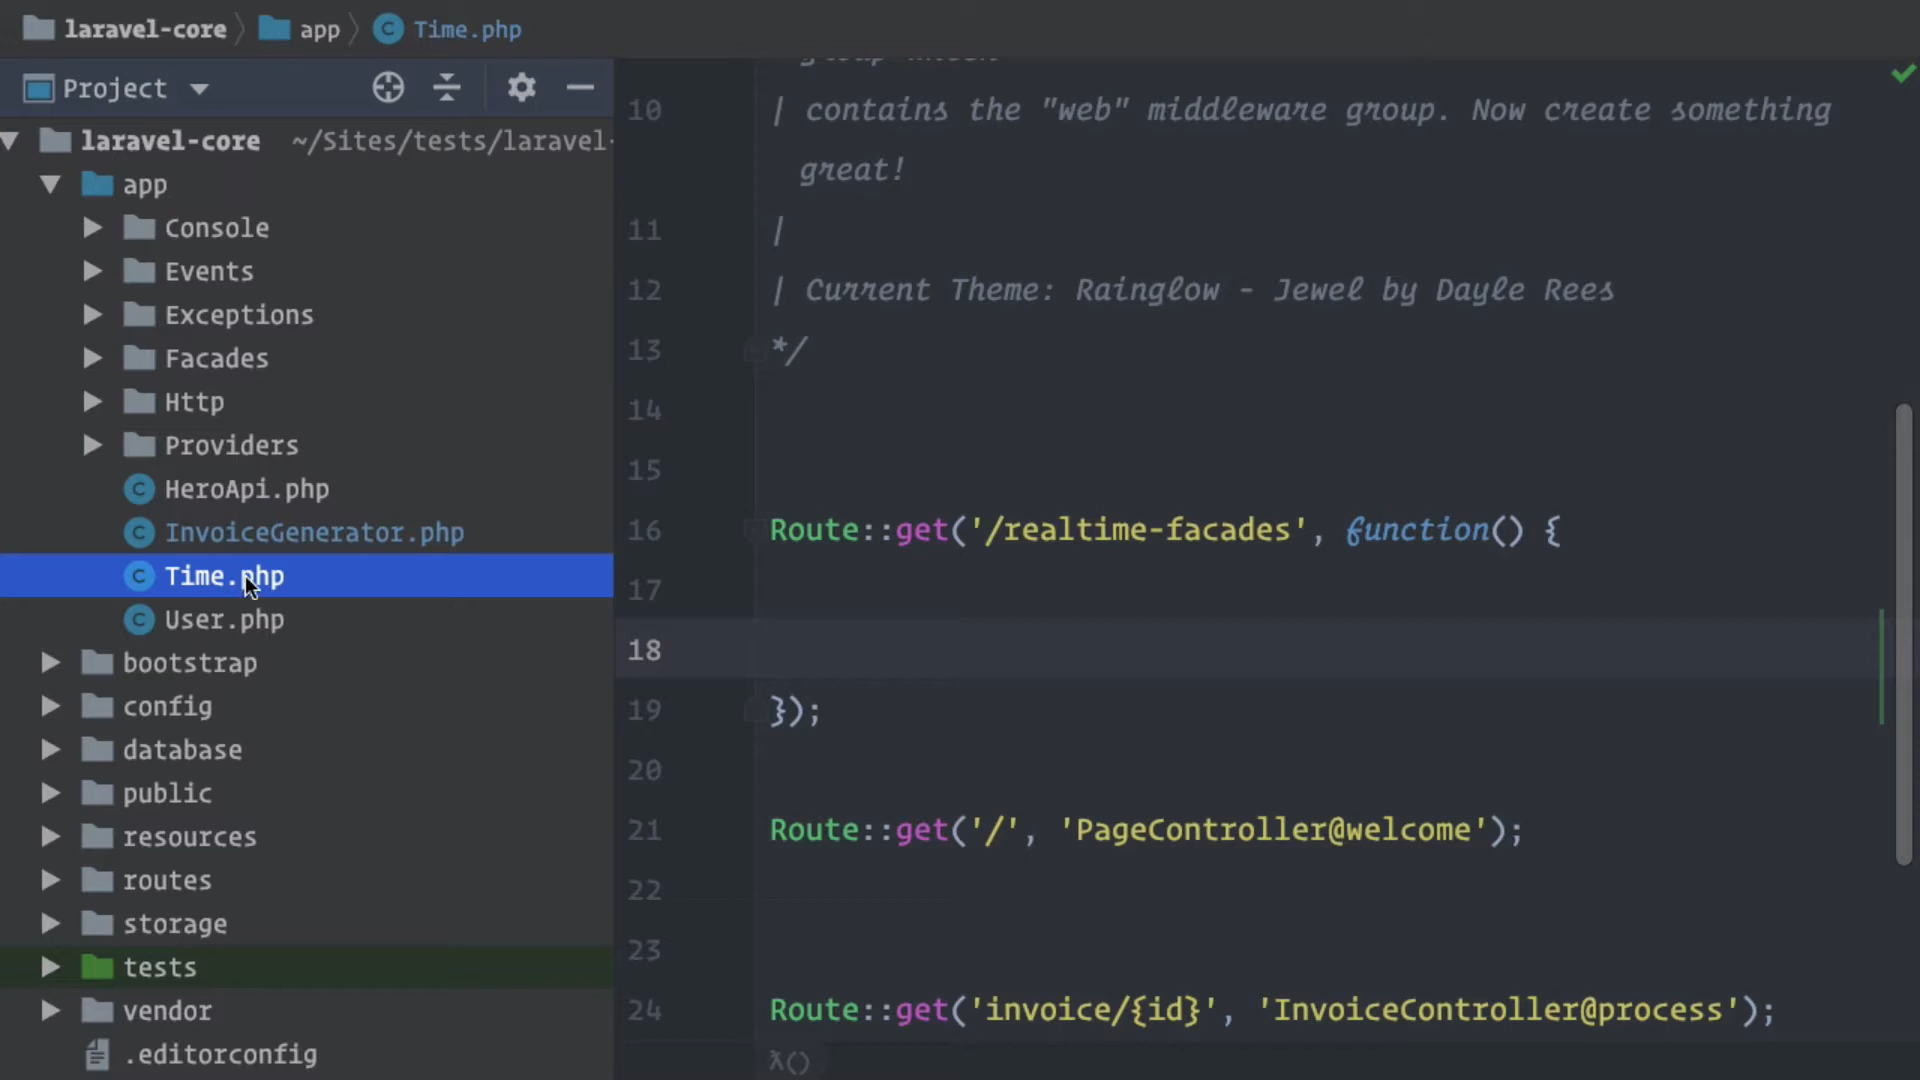 laravel-core
app
Time.php
Project
laravel-core ~/Sites/tests/laravel-
app
Console
Events
Exceptions
Facades
Http
Providers
HeroApi.php
InvoiceGenerator.php
Time.php
User.php
bootstrap
config
database
public
resources
routes
storage
tests
vendor
.editorconfig
10 | contains the "web" middleware group. Now create something
great!
11 |
12 | Current Theme: Rainglow - Jewel by Dayle Rees
13 */
14
15
16 Route::get('/realtime-facades', function() {
17
18
19 });
20
21 Route::get('/', 'PageController@welcome');
22
23
24 Route::get('invoice/{id}', 'InvoiceController@process');
λ()